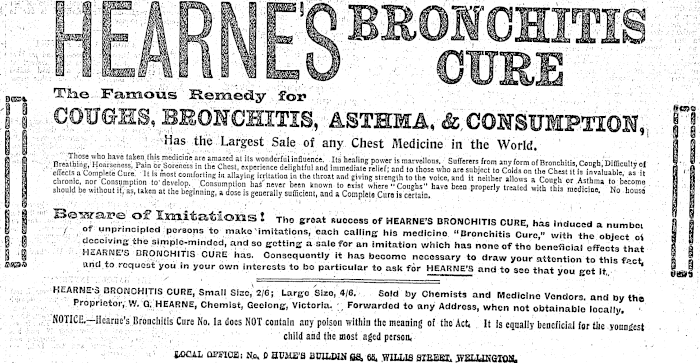 HEARNE'S BRONCHITIS
CURE
The Famous Remedy for
COUGHS, BRONCHITIS, ASTHMA, & CONSUMPTION,
Has the Largest Sale of any Chest Medicine in the World.
Those who have taken this medicine are amazed at its wonderful influence. Its healing power is marvellous. Sufferers from any form of Bronchitis, Cough, Difficulty of
Breathing, Hoarseness, Pain or Soreness in the Chest, experience delightful and immediate relief; and to those who are subject to Colds on the Chest it is invaluable, as it
effects a Complete Cure. It is most comforting in allaying irritation in the throat and giving strength to the voice, and it neither allows a Cough or Asthma to become
chronic, nor Consumption to develop. Consumption has never been known to exist where "Coughs" have been properly treated with this medicine. No house
should be without it, as, taken at the beginning, a dose is generally sufficient, and a Complete Cure is certain.
Beware of Imitations! The great success of HEARNE'S BRONCHITIS CURE, has induced a number
of unprincipled persons to make imitations, each calling his medicine "Bronchitis Cure," with the object of
deceiving the simple-minded, and so getting a sale for an imitation which has none of the beneficial effects that
HEARNE'S BRONCHITIS CURE has. Consequently it has become necessary to draw your attention to this fact,
and to request you in your own interests to be particular to ask for HEARNE'S and to see that you get it.
HEARNE'S BRONCHITIS CURE, Small Size, 2/6; Large Size, 4/6. Sold by Chemists and Medicine Vendors, and by the
Proprietor, W. G. HEARNE, Chemist, Geelong, Victoria. Forwarded to any Address, when not obtainable locally.
NOTICE.—Hearne's Bronchitis Cure No. 1a does NOT contain any poison within the meaning of the Act. It is equally beneficial for the youngest
child and the most aged person.
LOCAL OFFICE: No. 9 HUME'S BUILDINGS, WILLIS STREET, WELLINGTON.